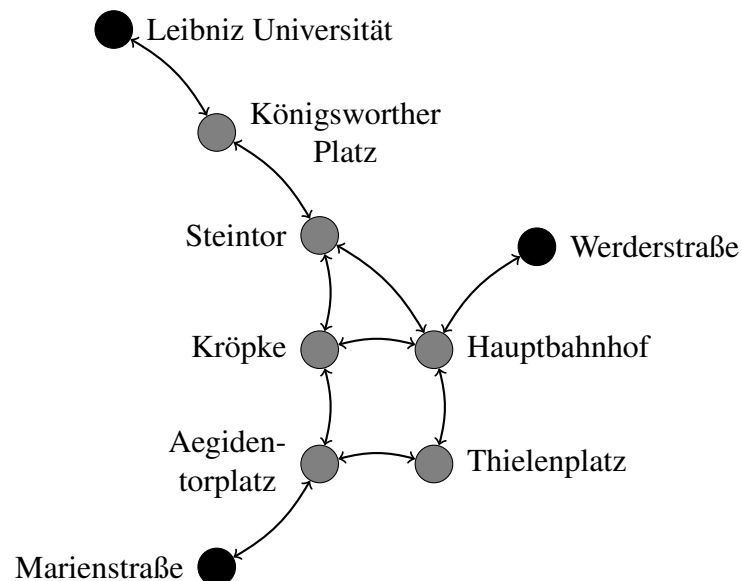 Leibniz Universität
Königsworther
Platz
Steintor
Werderstraße
Kröpke
Hauptbahnhof
Aegiden-
torplatz
Thielenplatz
Marienstraße